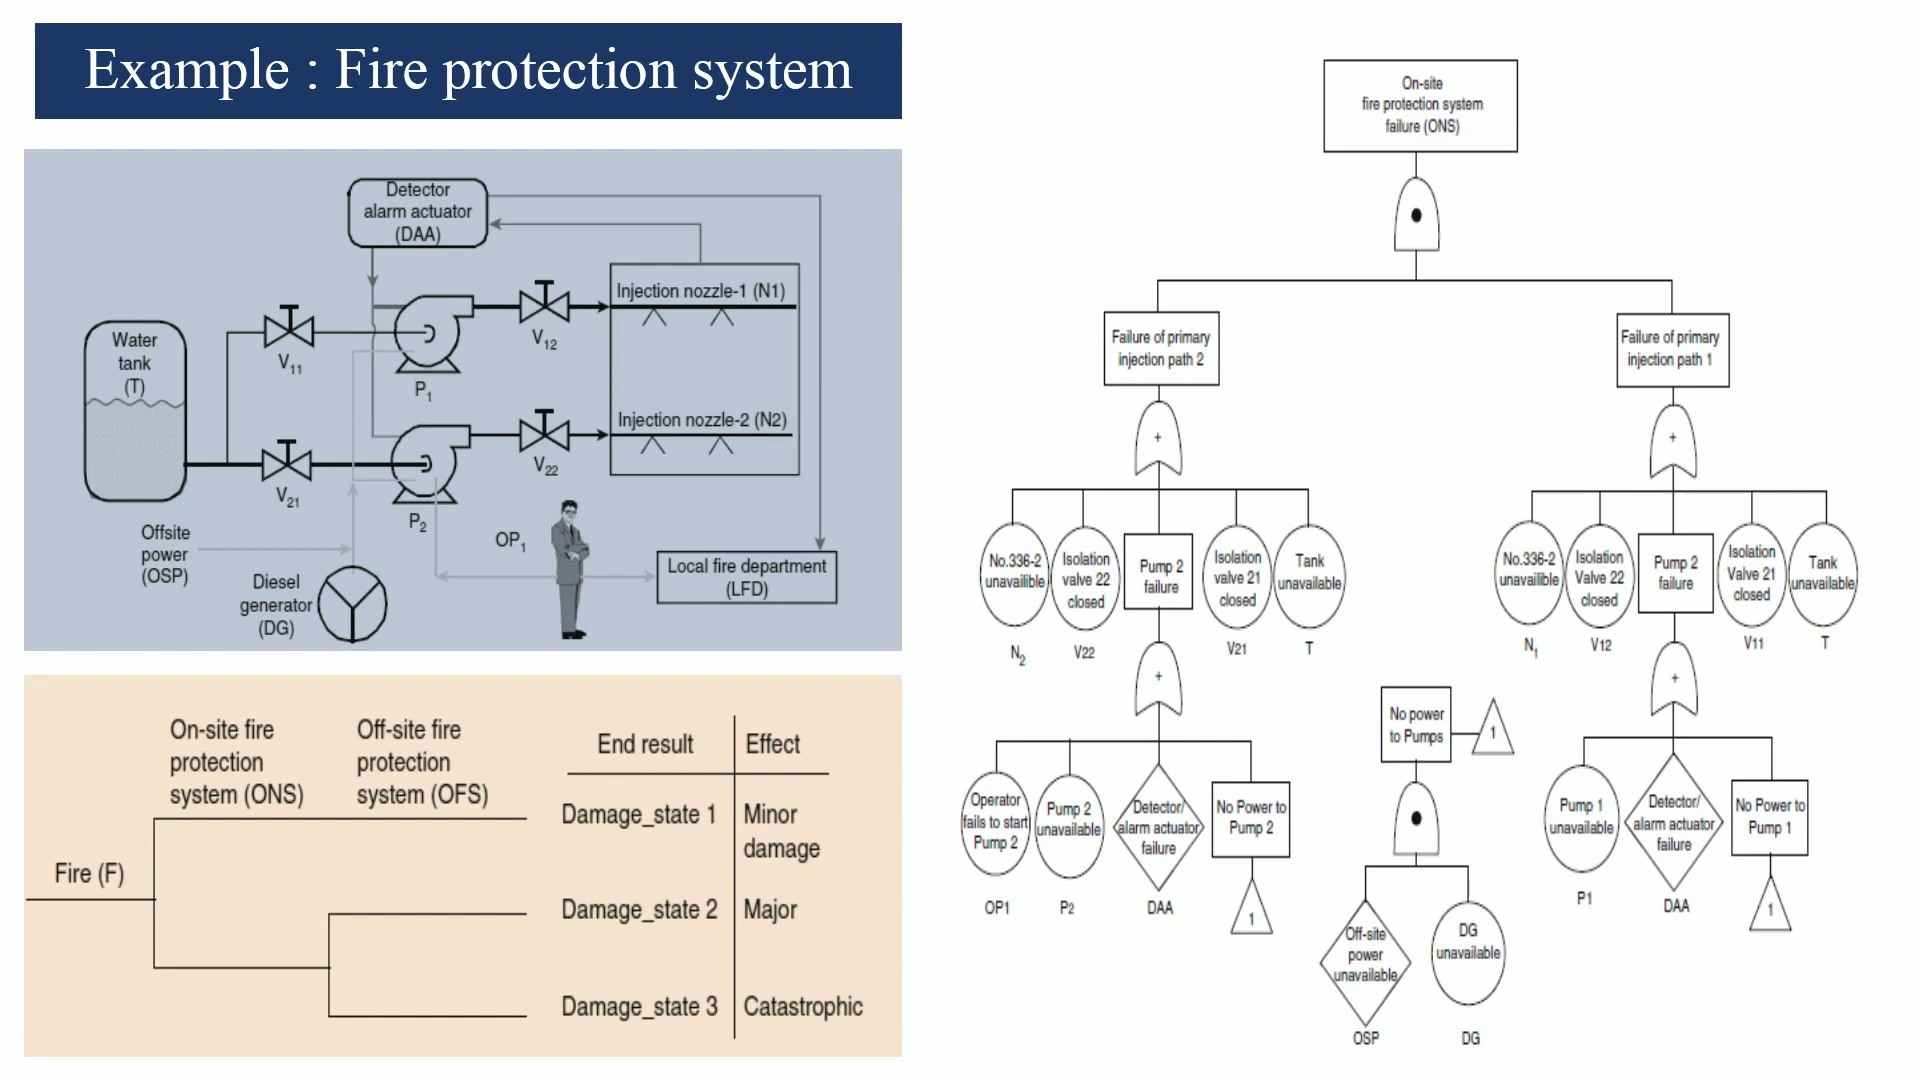 Example : Fire protection system
Detector
alarm actuator
(DAA)
Injection nozzle-1 (N1)
V12
V11
P1
Water
tank
(T)
Injection nozzle-2 (N2)
V22
V21
P2
OP1
Offsite
power
(OSP)
Diesel
generator
(DG)
Local fire department
(LFD)
On-site fire
protection
system (ONS)
Off-site fire
protection
system (OFS)
End result
Effect
Fire (F)
Damage_state 1
Minor
damage
Damage_state 2
Major
Damage_state 3
Catastrophic
On-site
fire protection system
failure (ONS)
Failure of primary
injection path 2
Failure of primary
injection path 1
+
+
No.336-2
unavailible
N2
Isolation
valve 22
closed
V22
Pump 2
failure
Isolation
valve 21
closed
V21
Tank
unavailable
T
No.336-2
unavailible
N1
Isolation
Valve 22
closed
V12
Pump 2
failure
Isolation
Valve 21
closed
V11
Tank
unavailable
T
+
+
Operator
fails to start
Pump 2
OP1
Pump 2
unavailable
P2
Detector/
alarm actuator
failure
DAA
No Power to
Pump 2
1
No power
to Pumps
1
Off-site
power
unavailable
OSP
DG
unavailable
DG
Pump 1
unavailable
P1
Detector/
alarm actuator
failure
DAA
No Power to
Pump 1
1